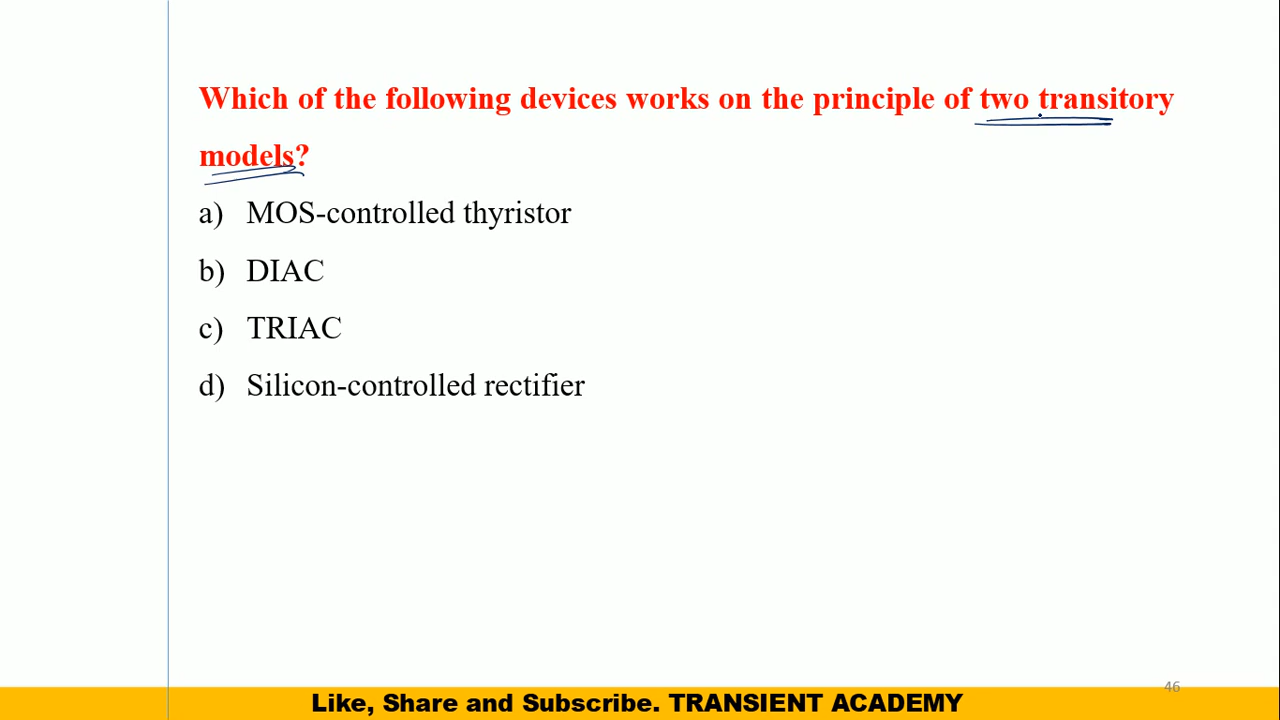 Which of the following devices works on the principle of two transitory
models?
a) MOS-controlled thyristor
b) DIAC
c) TRIAC
d) Silicon-controlled rectifier
46
Like, Share and Subscribe. TRANSIENT ACADEMY